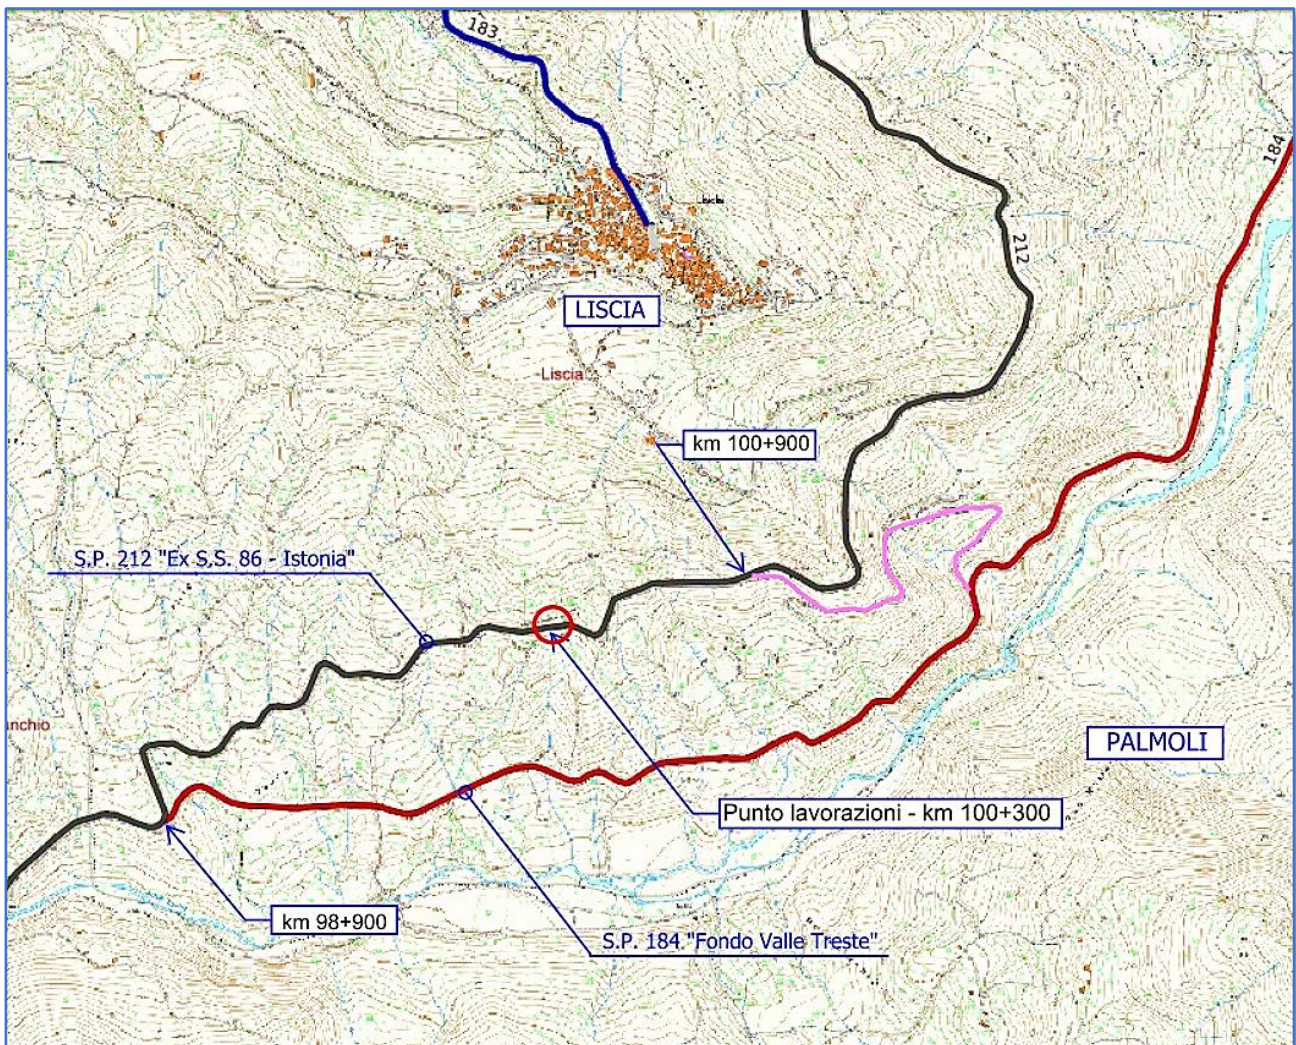 183
184
212
LISCIA
Liscia
km 100+900
S.P. 212 "Ex S.S. 86 - Istonia"
nchio
PALMOLI
Punto lavorazioni - km 100+300
km 98+900
S.P. 184 "Fondo Valle Treste"